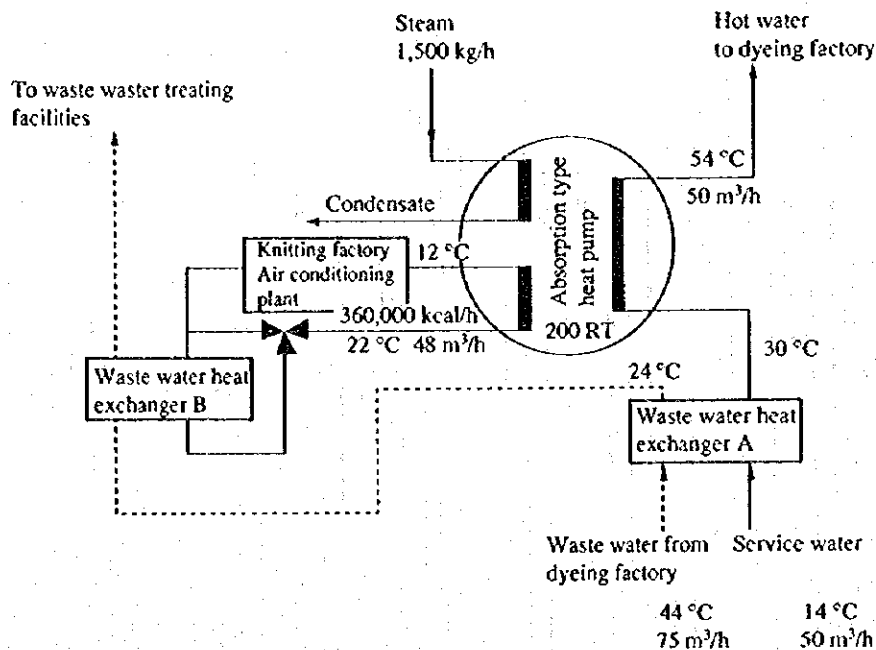 Steam
1,500 kg/h
Hot water
to dyeing factory
To waste waster treating
facilities
54 °C
50 m³/h
Condensate
Absorption type
heat pump
Knitting factory
Air conditioning
plant
12 °C
360,000 kcal/h
22 °C 48 m³/h
200 RT
30 °C
24 °C
Waste water heat
exchanger B
Waste water heat
exchanger A
Waste water from
dyeing factory
Service water
44 °C
75 m³/h
14 °C
50 m³/h